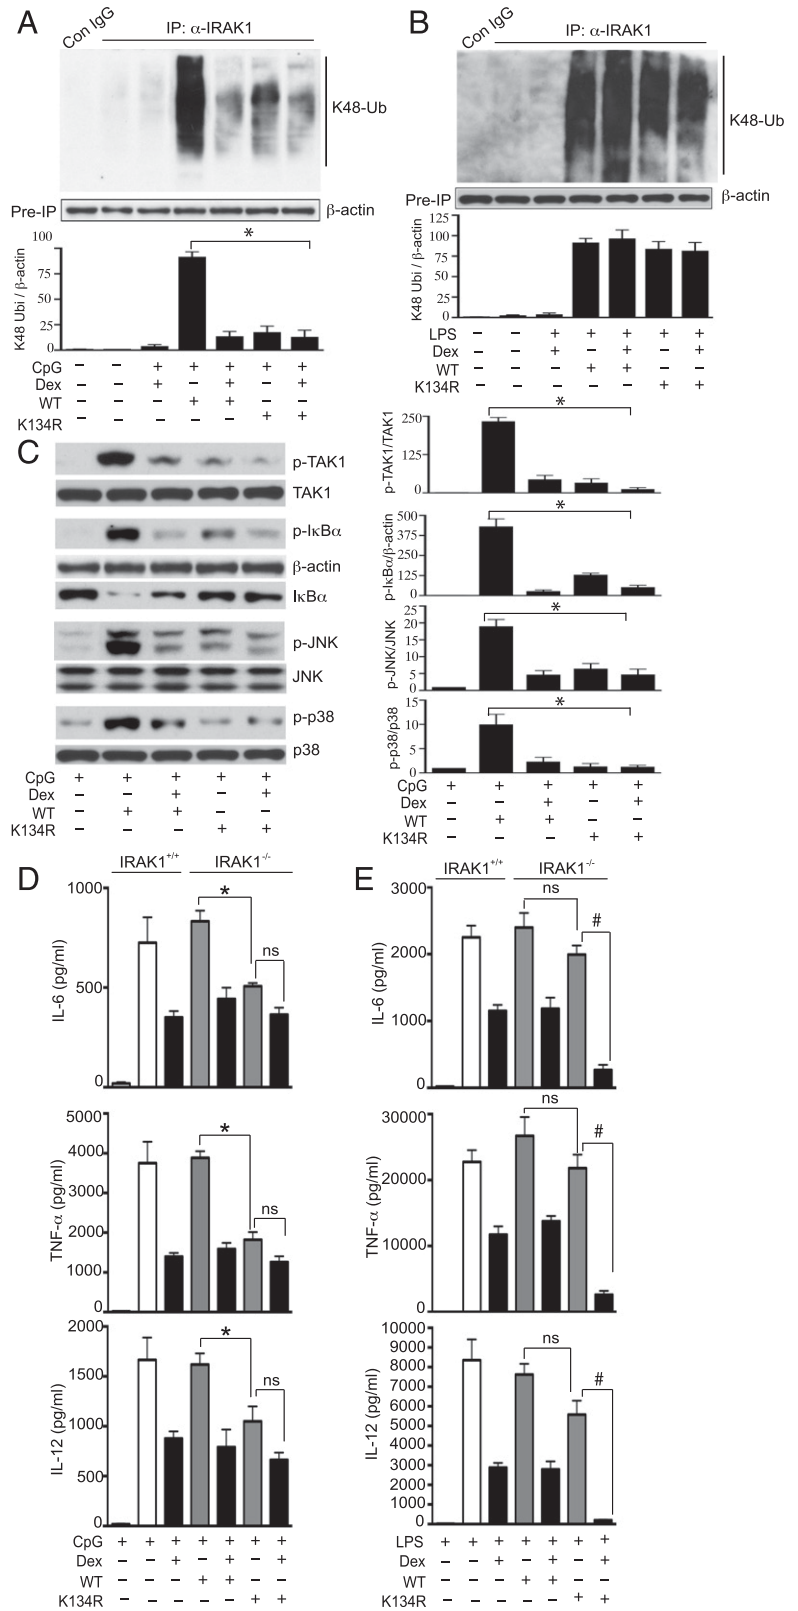 A
Con IgG
IP: α-IRAK1
K48-Ub
Pre-IP
β-actin
K48 Ubi / β-actin
100
75
50
25
0
*
CpG − − + + + + +
Dex − − + − + − +
WT − − − + + − −
K134R − − − − − + +
B
Con IgG
IP: α-IRAK1
K48-Ub
Pre-IP
β-actin
K48 Ubi / β-actin
125
100
75
50
25
0
LPS − − + + + + +
Dex − − + − + − +
WT − − − + + − −
K134R − − − − − + +
C
p-TAK1
TAK1
p-IκBα
β-actin
IκBα
p-JNK
JNK
p-p38
p38
CpG + + + + +
Dex − − + − +
WT − + + − −
K134R − − − + +
p-TAK1/TAK1
250
125
0
*
p-IκBα/β-actin
500
375
250
125
0
*
p-JNK/JNK
25
20
15
10
5
0
*
p-p38/p38
15
10
5
0
*
CpG + + + + +
Dex − − + − +
WT − + + − −
K134R − − − + +
D
IRAK1+/+
IRAK1-/-
IL-6 (pg/ml)
1000
500
0
*
ns
TNF-α (pg/ml)
5000
4000
3000
2000
1000
0
*
ns
IL-12 (pg/ml)
2000
1500
1000
500
0
*
ns
CpG + + + + + + +
Dex − − + − + − +
WT − − − + + − −
K134R − − − − − + +
E
IRAK1+/+
IRAK1-/-
IL-6 (pg/ml)
3000
2000
1000
0
ns
#
TNF-α (pg/ml)
30000
20000
10000
0
ns
#
IL-12 (pg/ml)
10000
9000
8000
7000
6000
5000
4000
3000
2000
1000
0
ns
#
LPS + + + + + + +
Dex − − + − + − +
WT − − − + + − −
K134R − − − − − + +